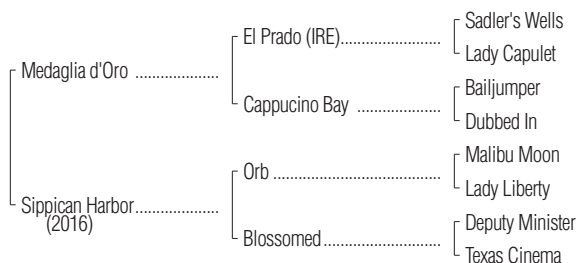 Sadler's Wells
El Prado (IRE)......................
Lady Capulet
Medaglia d'Oro ..................
Bailjumper
Cappucino Bay ..................
Dubbed In
Malibu Moon
Orb ....................................
Lady Liberty
Sippican Harbor..................
(2016)
Deputy Minister
Blossomed.........................
Texas Cinema